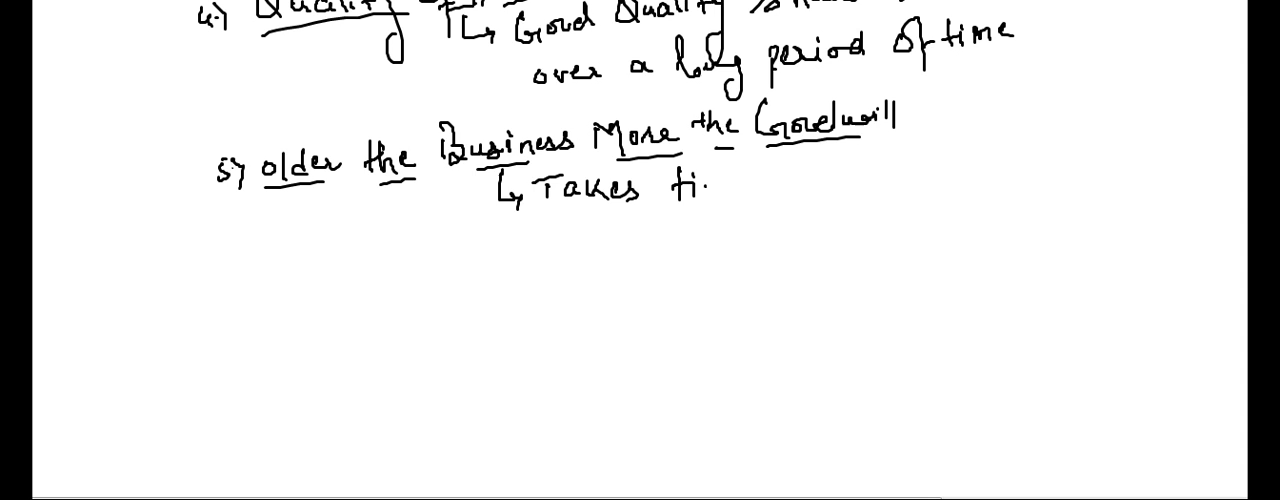 4.) Quality
↳ Good Quality
over a long period of time
5) Older the Business More the Goodwill
↳ Takes ti.